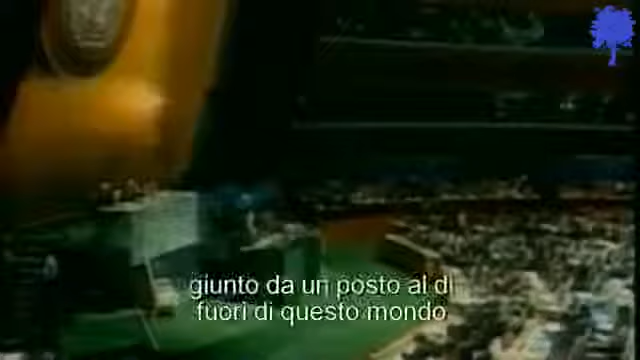 giunto da un posto al di
fuori di questo mondo